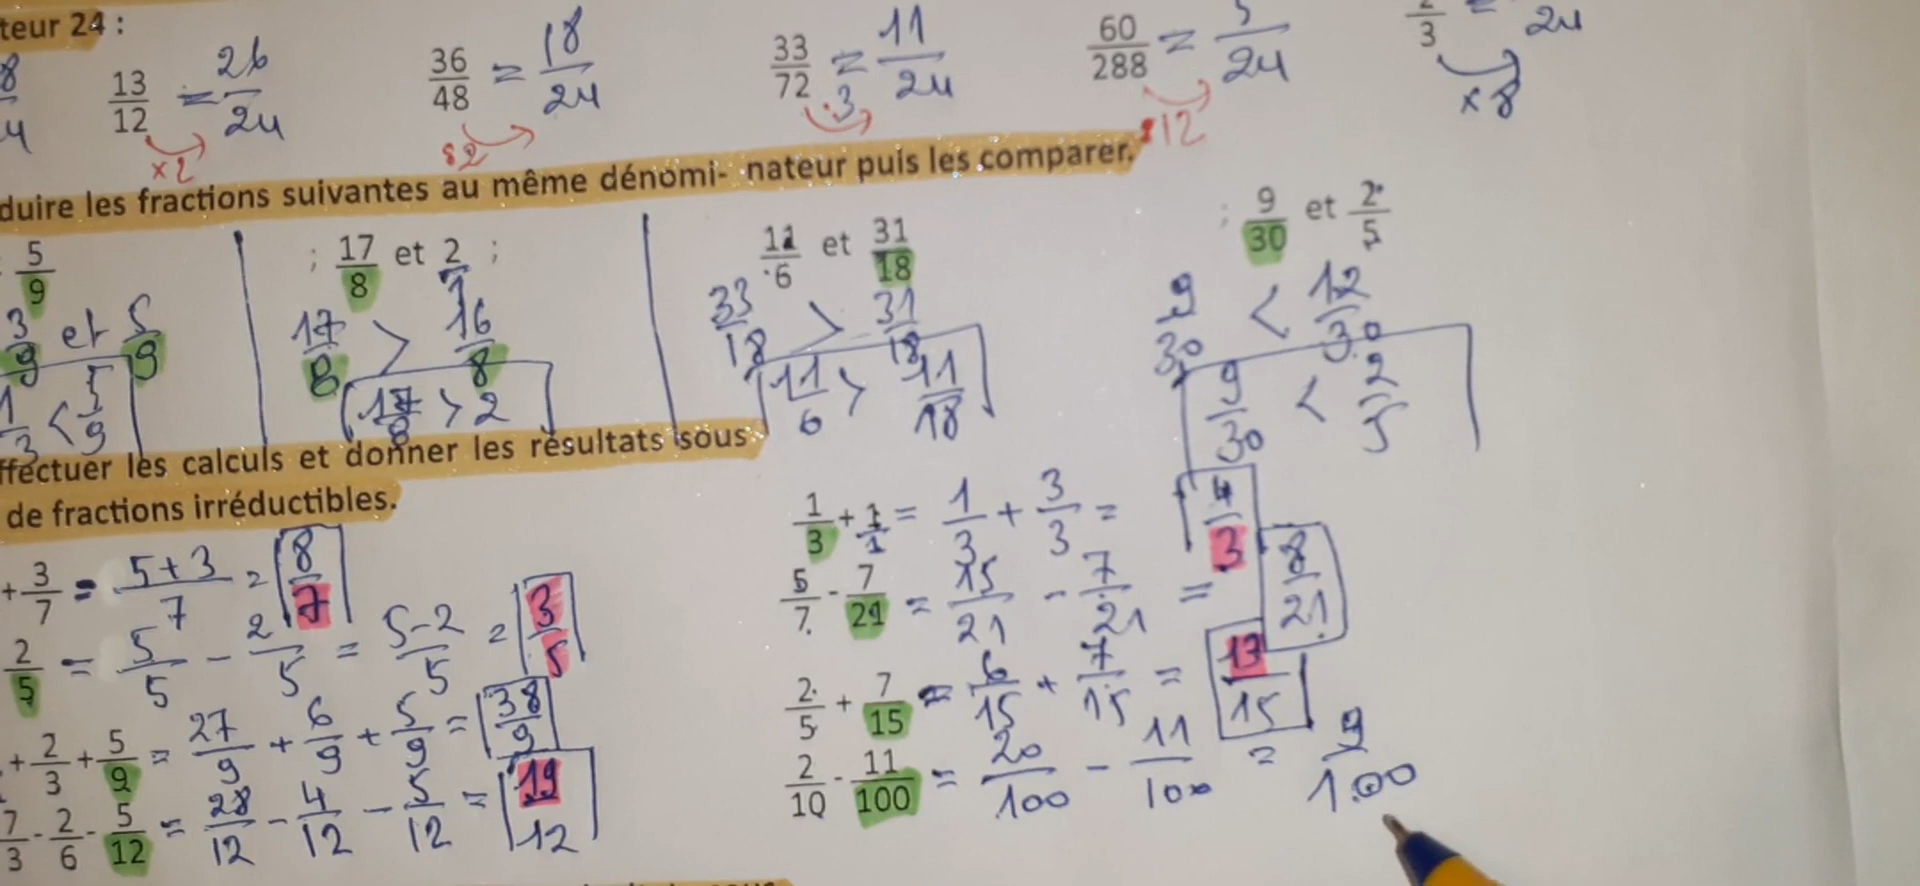 teur 24 :
8/4 13/12 = 26/24 36/48 = 18/24 33/72 = 11/24 60/288 = 5/24 2/3 = /24
×2 :2 :3 :12 ×8
duire les fractions suivantes au même dénomi- nateur puis les comparer.
5/9 ; 17/8 et 2/1 ; 11/6 et 31/18 ; 9/30 et 2/5
3/9 et 5/9 17/8 > 16/8 33/18 > 31/18 9/30 < 12/30
1/3 < 5/9 17/8 > 2 11/6 > 11/18 9/30 < 2/5
ffectuer les calculs et donner les résultats sous
de fractions irréductibles.
+ 3/7 = 5+3/7 = 8/7
2/5 = 5/5 - 2/5 = 5-2/5 = 3/5
+ 2/3 + 5/9 = 27/9 + 6/9 + 5/9 = 38/9
7/3 - 2/6 - 5/12 = 28/12 - 4/12 - 5/12 = 19/12
1/3 + 1/1 = 1/3 + 3/3 = 4/3
5/7 - 7/21 = 15/21 - 7/21 = 8/21
2/5 + 7/15 = 6/15 + 7/15 = 13/15
2/10 - 11/100 = 20/100 - 11/100 = 9/100